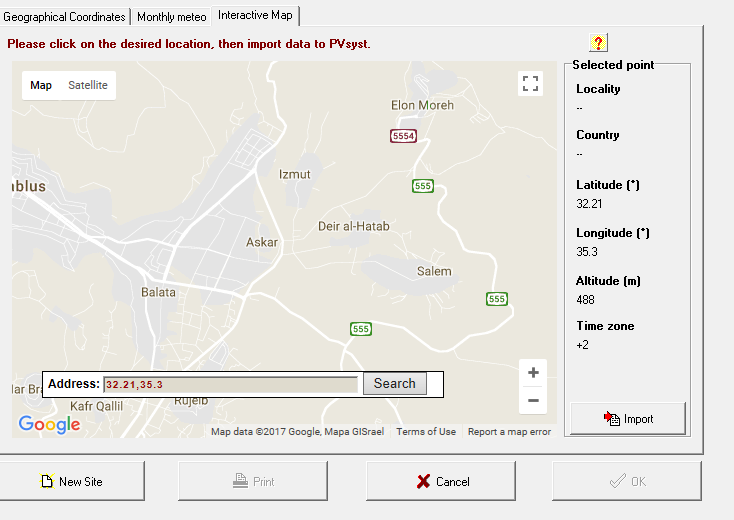 Geographical Coordinates Monthly meteo Interactive Map
Please click on the desired location, then import data to PVsyst.
?
Selected point
Map Satellite
Locality
--
Country
--
Latitude (°)
32.21
Longitude (°)
35.3
Altitude (m)
488
Time zone
+2
Elon Moreh
5554
Izmut
555
ablus
Deir al-Hatab
Askar
Salem
Balata
555
555
+
−
Address: 32.21,35.3 Search
Kafr Qallil
Rujeib
Google
Map data ©2017 Google, Mapa GISrael Terms of Use Report a map error
Import
New Site Print Cancel OK